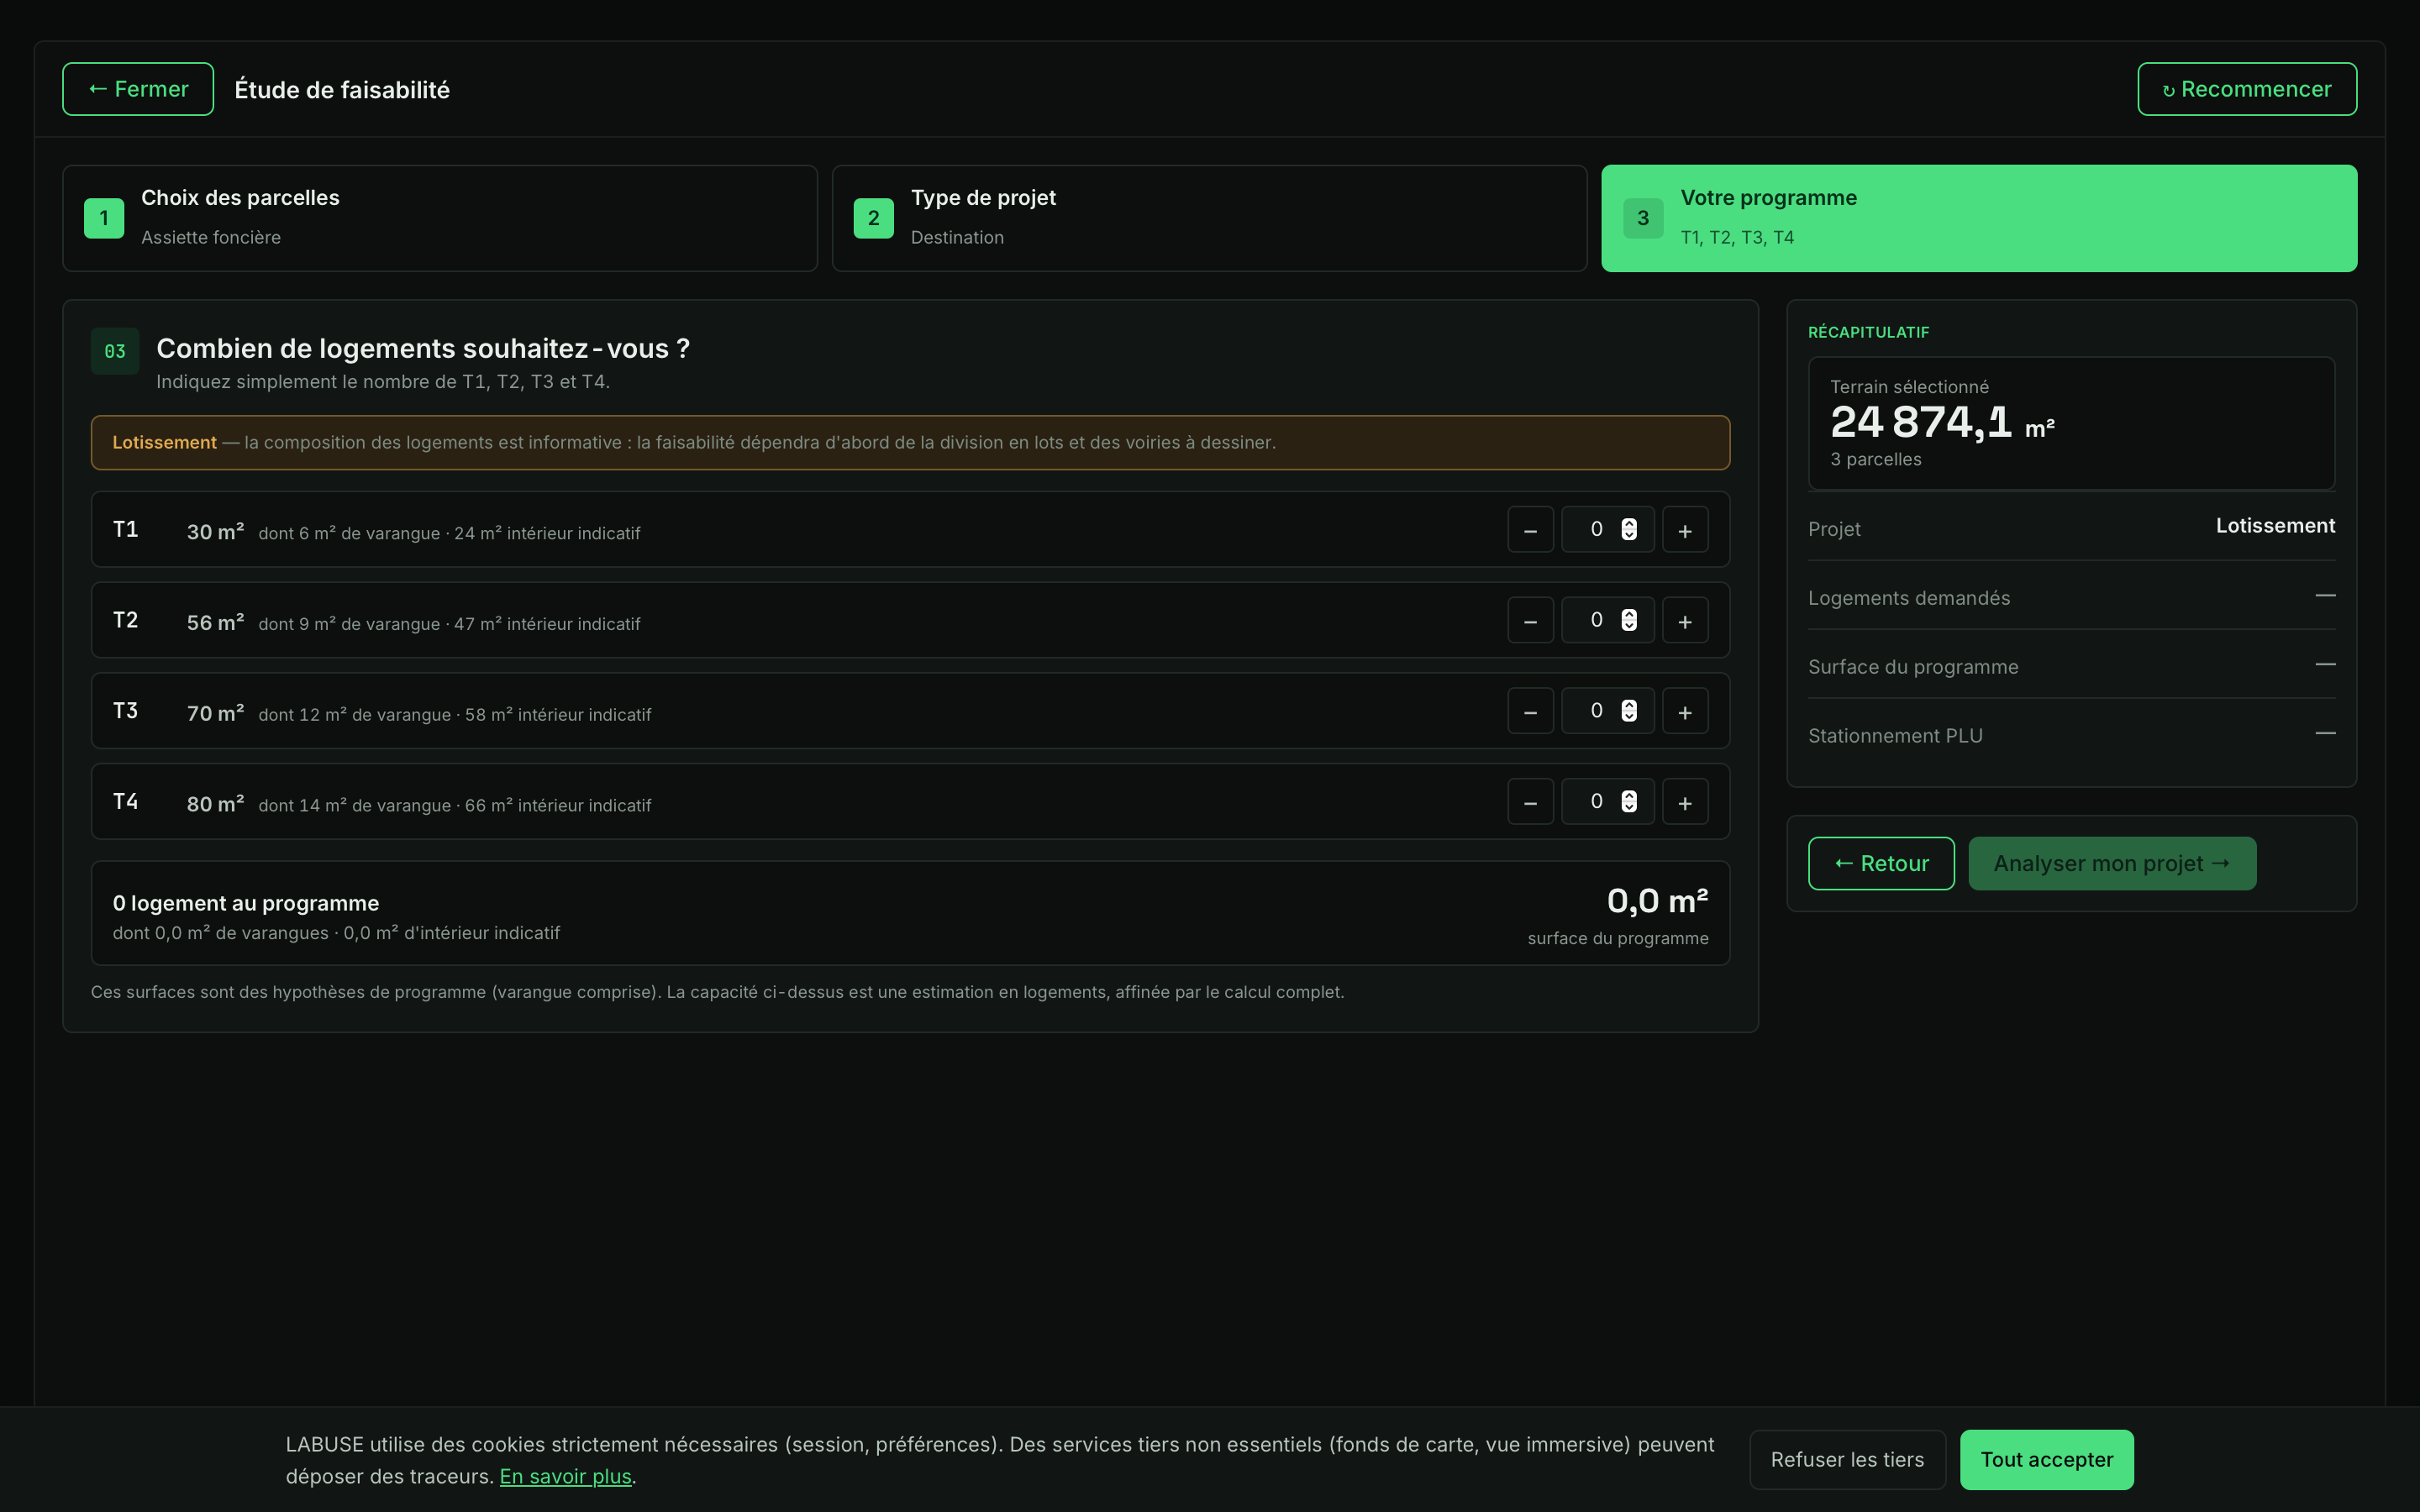 ← Fermer
Étude de faisabilité
↻ Recommencer
1
Choix des parcelles
Assiette foncière
2
Type de projet
Destination
3
Votre programme
T1, T2, T3, T4
03
Combien de logements souhaitez-vous ?
Indiquez simplement le nombre de T1, T2, T3 et T4.
Lotissement — la composition des logements est informative : la faisabilité dépendra d'abord de la division en lots et des voiries à dessiner.
T1 30 m² dont 6 m² de varangue · 24 m² intérieur indicatif − 0 +
T2 56 m² dont 9 m² de varangue · 47 m² intérieur indicatif − 0 +
T3 70 m² dont 12 m² de varangue · 58 m² intérieur indicatif − 0 +
T4 80 m² dont 14 m² de varangue · 66 m² intérieur indicatif − 0 +
0 logement au programme
dont 0,0 m² de varangues · 0,0 m² d'intérieur indicatif
0,0 m²
surface du programme
Ces surfaces sont des hypothèses de programme (varangue comprise). La capacité ci-dessus est une estimation en logements, affinée par le calcul complet.
RÉCAPITULATIF
Terrain sélectionné
24 874,1 m²
3 parcelles
Projet Lotissement
Logements demandés —
Surface du programme —
Stationnement PLU —
← Retour
Analyser mon projet →
LABUSE utilise des cookies strictement nécessaires (session, préférences). Des services tiers non essentiels (fonds de carte, vue immersive) peuvent
déposer des traceurs. En savoir plus.
Refuser les tiers
Tout accepter